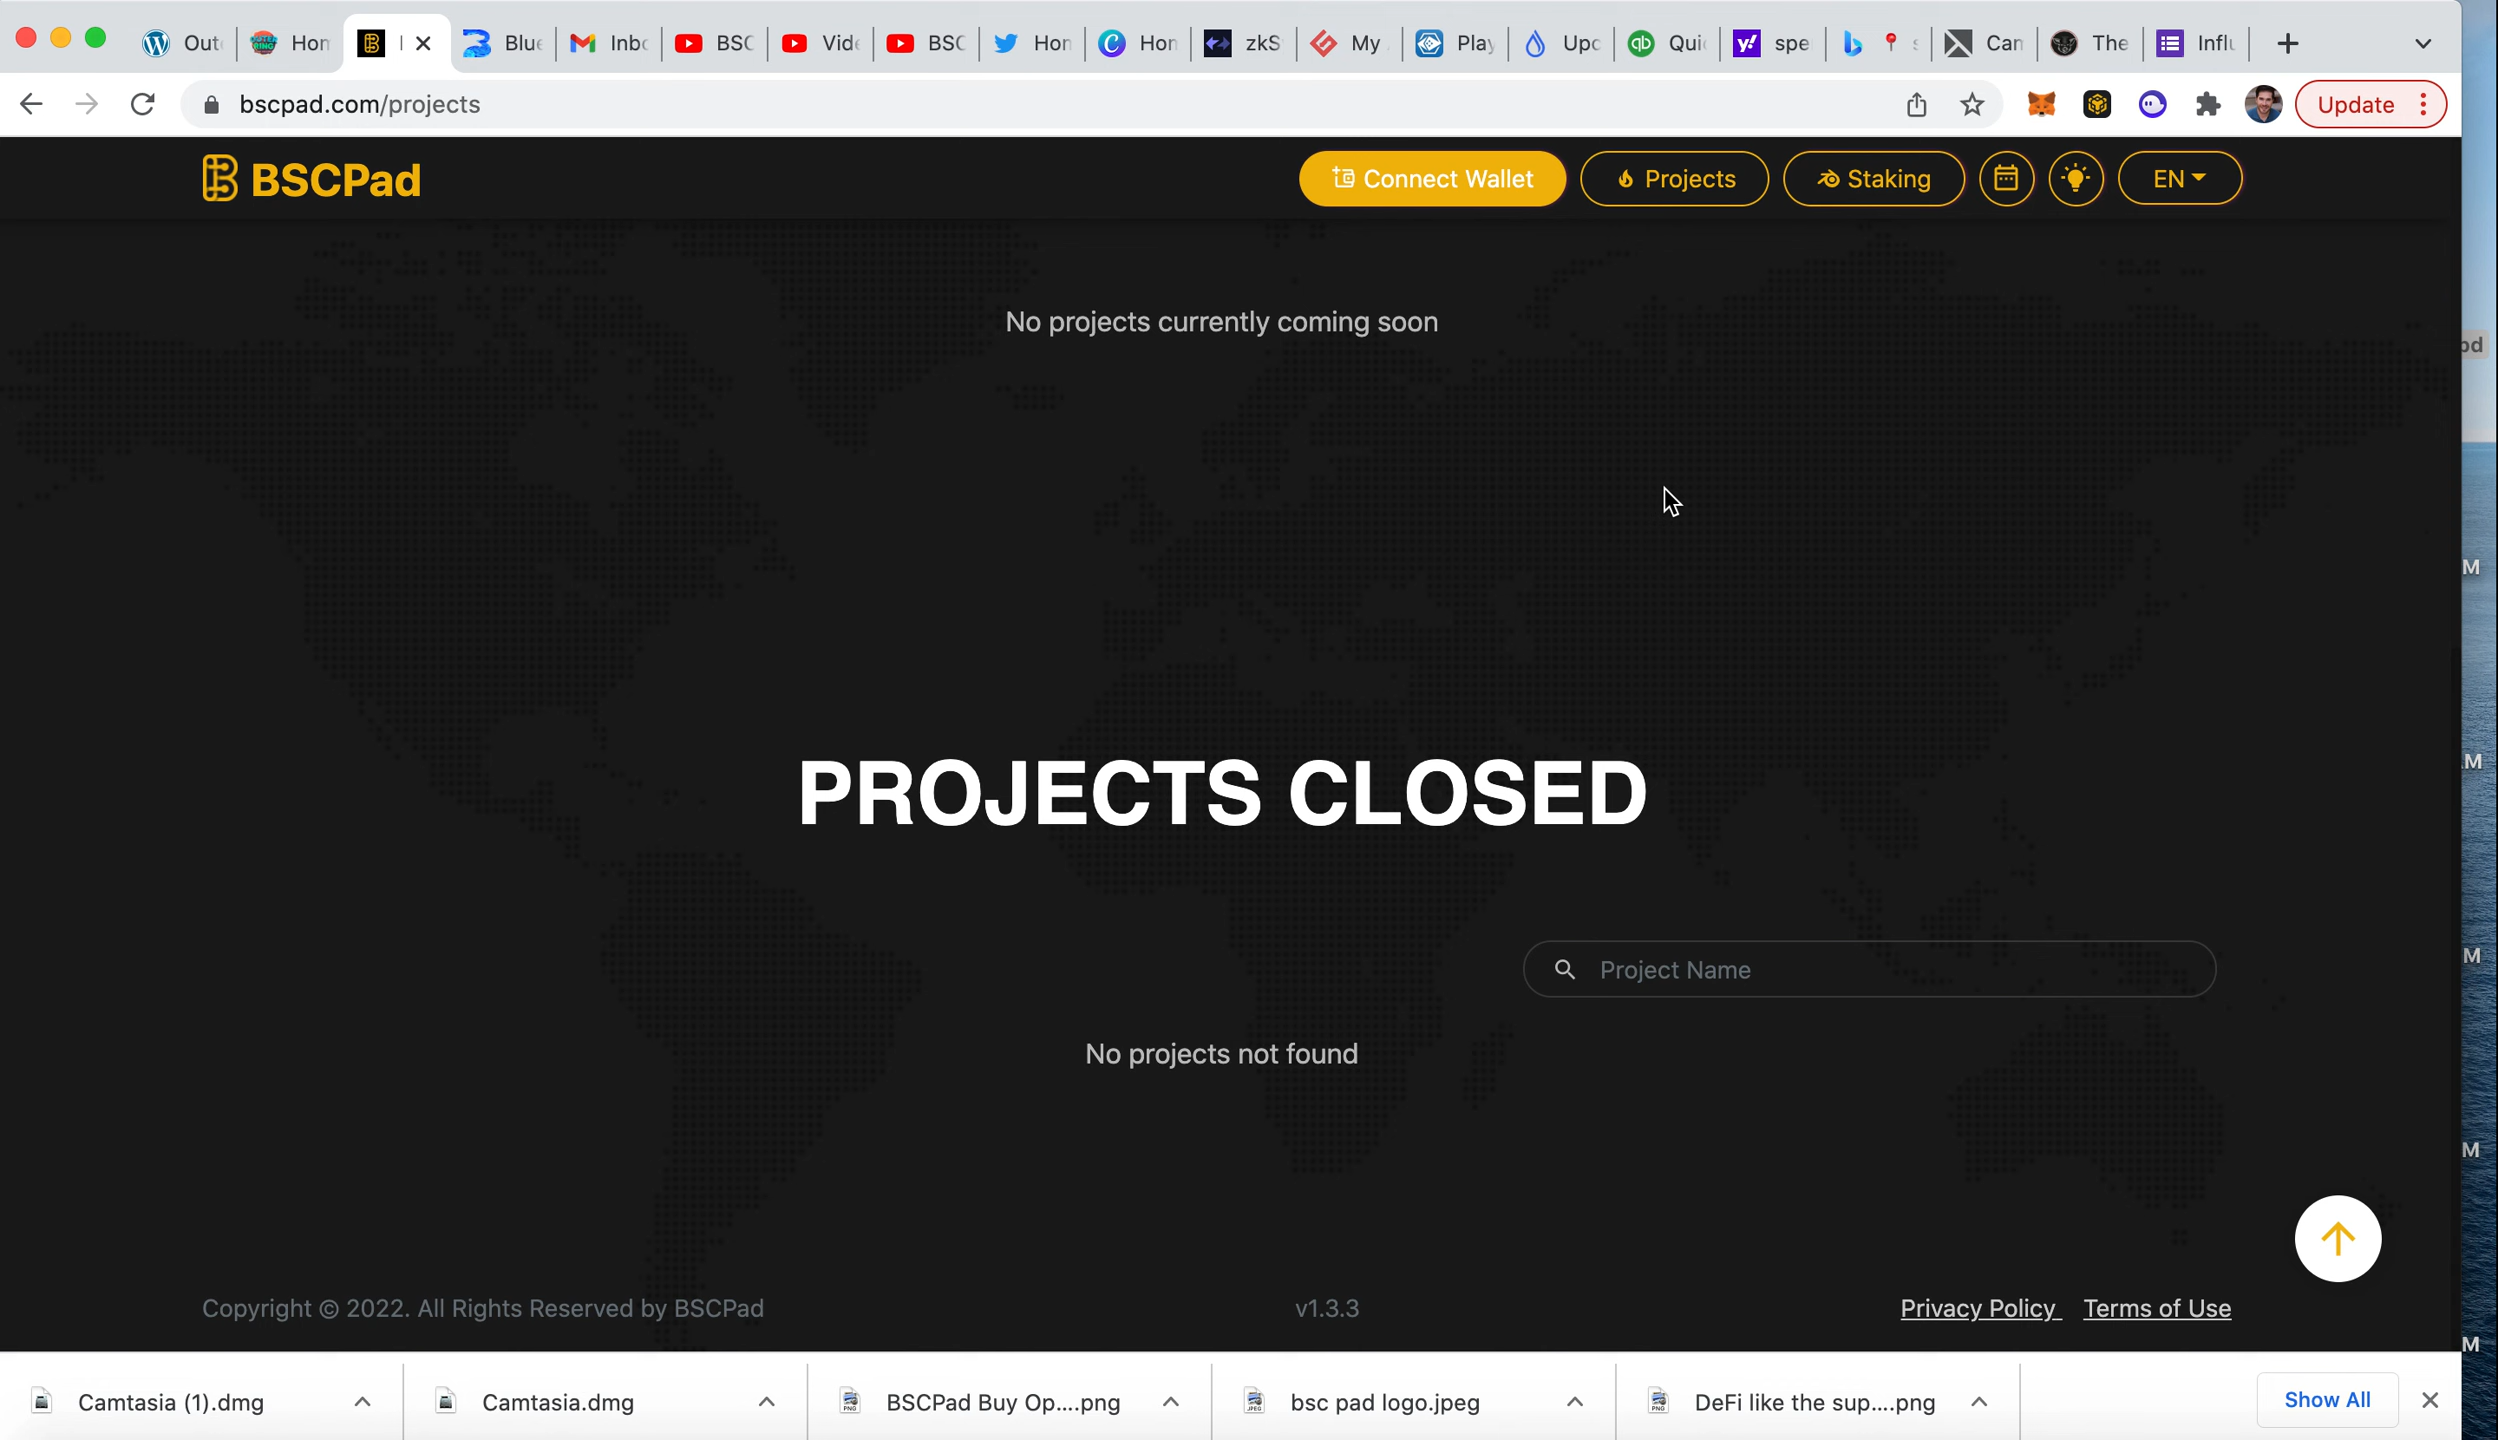 Out
Hon
Blue
Inbo
BSC
Vide
BSC
Hon
Hon
zkS
My
Play
Upc
qb
Quic
y!
spe
Can
The
Influ
bscpad.com/projects
Update
BSCPad
Connect Wallet
Projects
Staking
EN
No projects currently coming soon
PROJECTS CLOSED
Project Name
No projects not found
Copyright © 2022. All Rights Reserved by BSCPad
v1.3.3
Privacy Policy
Terms of Use
Camtasia (1).dmg
Camtasia.dmg
BSCPad Buy Op....png
bsc pad logo.jpeg
DeFi like the sup....png
Show All